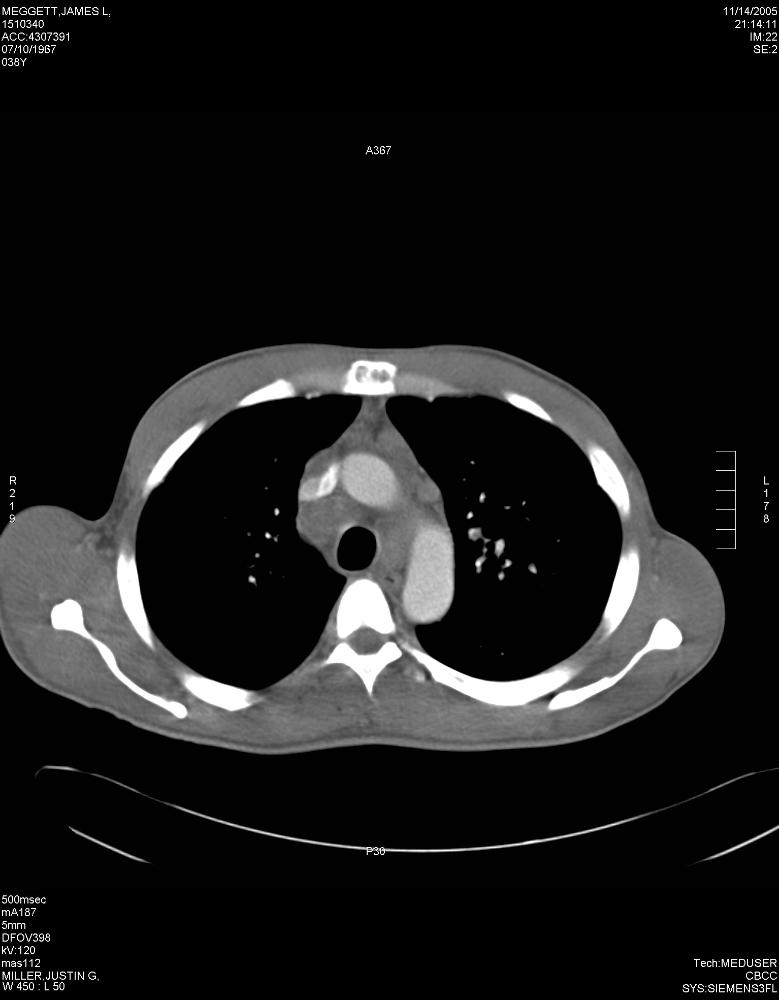 MEGGETT,JAMES L,
1510340
ACC:4307391
07/10/1967
038Y
11/14/2005
21:14:11
IM:22
SE:2
A367
R
2
1
9
L
1
7
8
P30
500msec
mA187
5mm
DFOV398
kV:120
mas112
MILLER,JUSTIN G,
W 450 : L 50
Tech:MEDUSER
CBCC
SYS:SIEMENS3FL